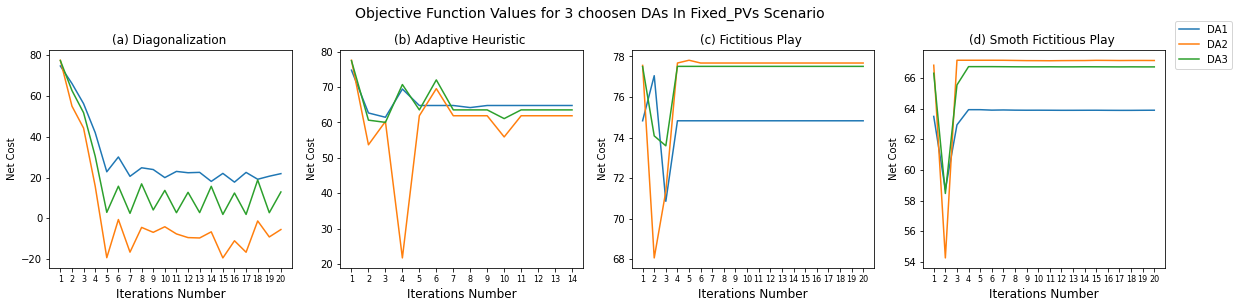 Objective Function Values for 3 choosen DAs In Fixed_PVs Scenario
DA1
DA2
DA3
(a) Diagonalization
Net Cost
80
60
40
20
0
−20
1 2 3 4 5 6 7 8 9 10 11 12 13 14 15 16 17 18 19 20
Iterations Number
(b) Adaptive Heuristic
Net Cost
80
70
60
50
40
30
20
1 2 3 4 5 6 7 8 9 10 11 12 13 14
Iterations Number
(c) Fictitious Play
Net Cost
78
76
74
72
70
68
1 2 3 4 5 6 7 8 9 10 11 12 13 14 15 16 17 18 19 20
Iterations Number
(d) Smoth Fictitious Play
Net Cost
66
64
62
60
58
56
54
1 2 3 4 5 6 7 8 9 10 11 12 13 14 15 16 17 18 19 20
Iterations Number